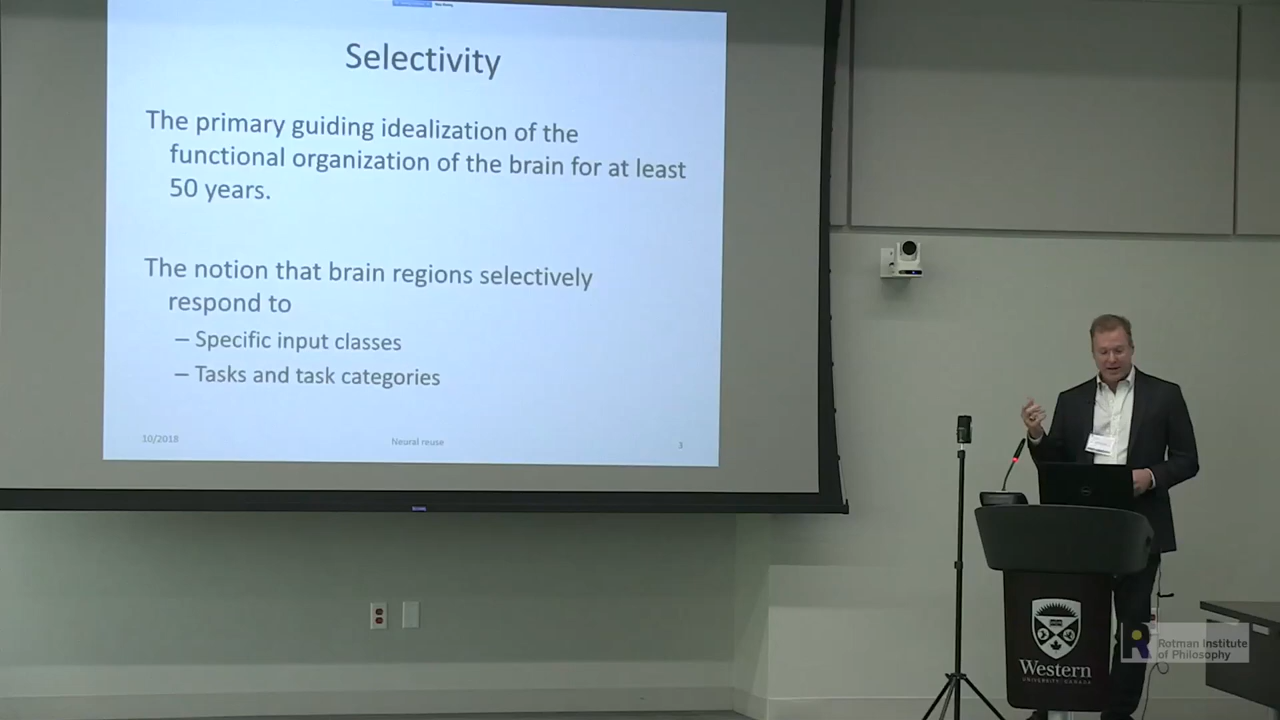 Selectivity
The primary guiding idealization of the
functional organization of the brain for at least
50 years.
The notion that brain regions selectively
respond to
– Specific input classes
– Tasks and task categories
10/2018
Neural reuse
3
Western
UNIVERSITY · CANADA
Rotman Institute
of Philosophy